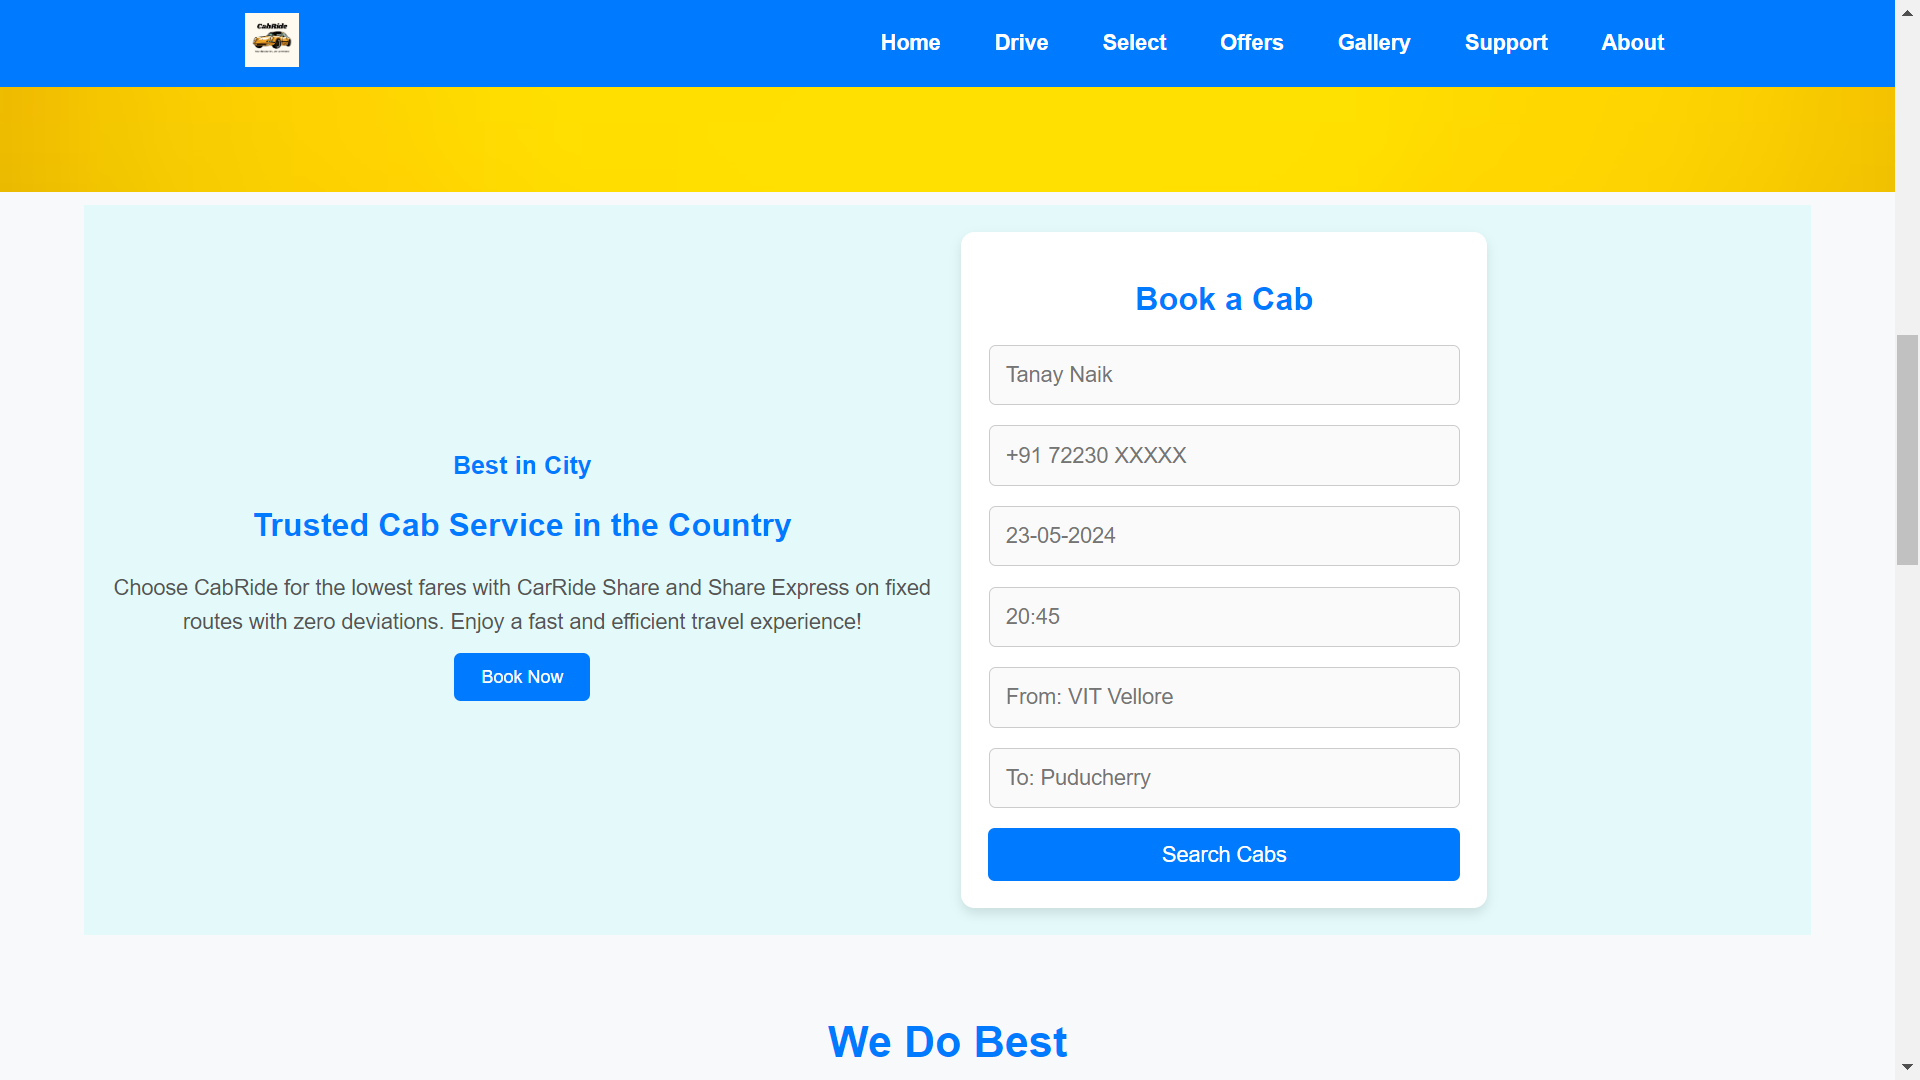 CabRide
Home
Drive
Select
Offers
Gallery
Support
About
Best in City
Trusted Cab Service in the Country
Choose CabRide for the lowest fares with CarRide Share and Share Express on fixed
routes with zero deviations. Enjoy a fast and efficient travel experience!
Book Now
Book a Cab
Tanay Naik
+91 72230 XXXXX
23-05-2024
20:45
From: VIT Vellore
To: Puducherry
Search Cabs
We Do Best